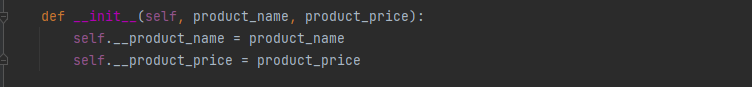 def __init__(self, product_name, product_price):
self.__product_name = product_name
self.__product_price = product_price